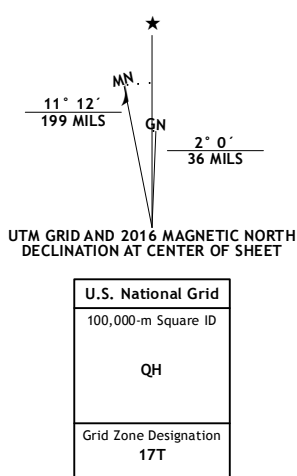 ★
MN
11° 12´
199 MILS
GN
2° 0´
36 MILS
UTM GRID AND 2016 MAGNETIC NORTH
DECLINATION AT CENTER OF SHEET
U.S. National Grid
100,000-m Square ID
QH
Grid Zone Designation
17T